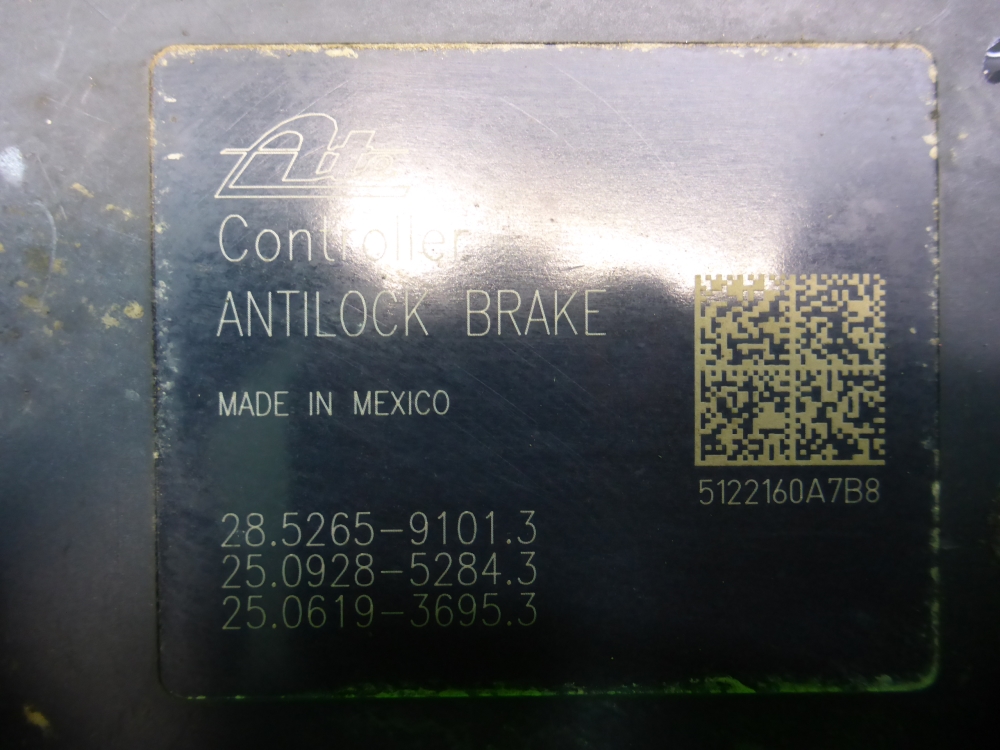 Ate
Controller
ANTILOCK BRAKE
MADE IN MEXICO
5122160A7B8
28.5265-9101.3
25.0928-5284.3
25.0619-3695.3